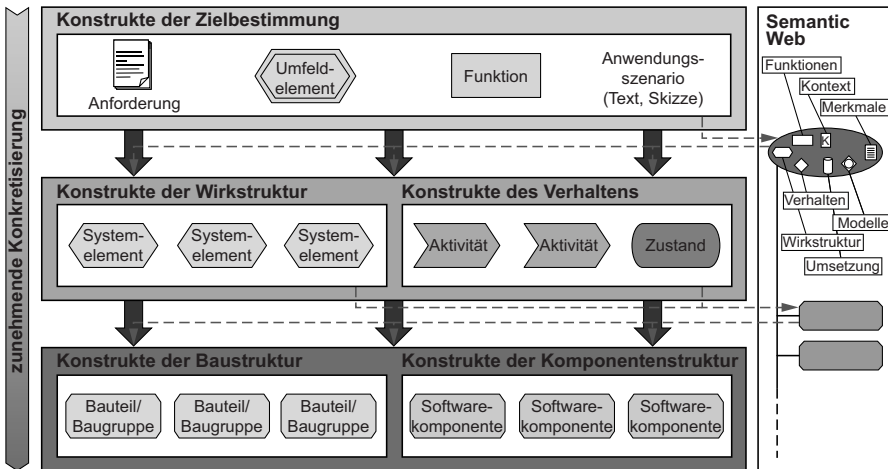 zunehmende Konkretisierung
Konstrukte der Zielbestimmung
Anforderung
Umfeld-
element
Funktion
Anwendungs-
szenario
(Text, Skizze)
Konstrukte der Wirkstruktur
System-
element
System-
element
System-
element
Konstrukte des Verhaltens
Aktivität
Aktivität
Zustand
Konstrukte der Baustruktur
Bauteil/
Baugruppe
Bauteil/
Baugruppe
Bauteil/
Baugruppe
Konstrukte der Komponentenstruktur
Software-
komponente
Software-
komponente
Software-
komponente
Semantic
Web
Funktionen
Kontext
Merkmale
K
Verhalten
Modelle
Wirkstruktur
Umsetzung